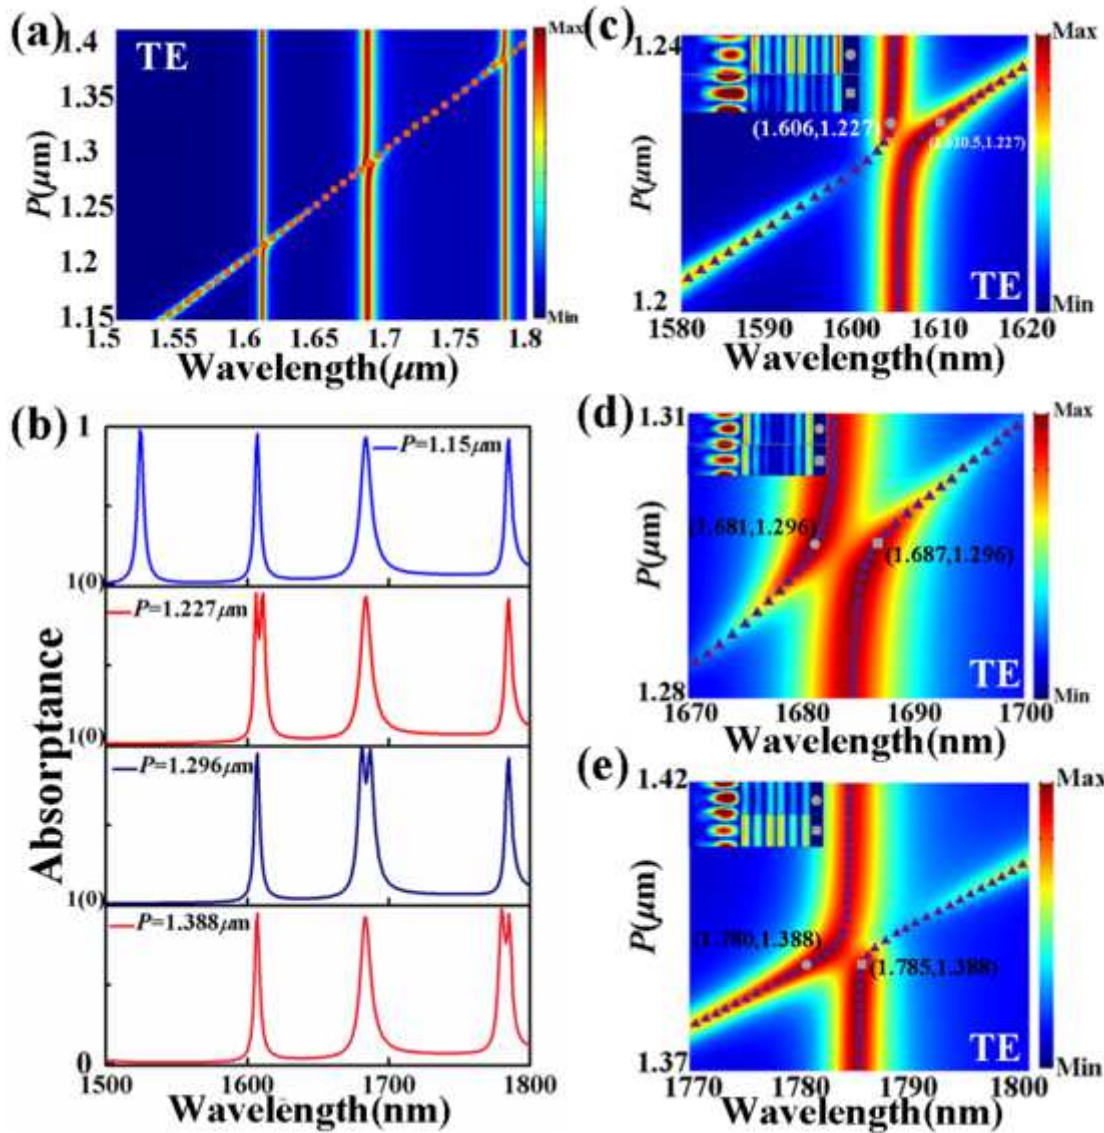 (a)
TE
Max
Min
1.4
1.35
1.3
1.25
1.2
1.15
P(μm)
1.5 1.55 1.6 1.65 1.7 1.75 1.8
Wavelength(μm)
(b)
1
P=1.15μm
1(0)
P=1.227μm
1(0)
P=1.296μm
1(0)
P=1.388μm
0
Absorptance
1500 1600 1700 1800
Wavelength(nm)
(c)
1.24
Max
(1.606,1.227)
P(μm)
1.2
TE
Min
1580 1590 1600 1610 1620
Wavelength(nm)
(d)
1.31
Max
(1.681,1.296)
(1.687,1.296)
P(μm)
1.28
TE
Min
1670 1680 1690 1700
Wavelength(nm)
(e)
1.42
Max
(1.780,1.388)
(1.785,1.388)
P(μm)
1.37
TE
Min
1770 1780 1790 1800
Wavelength(nm)